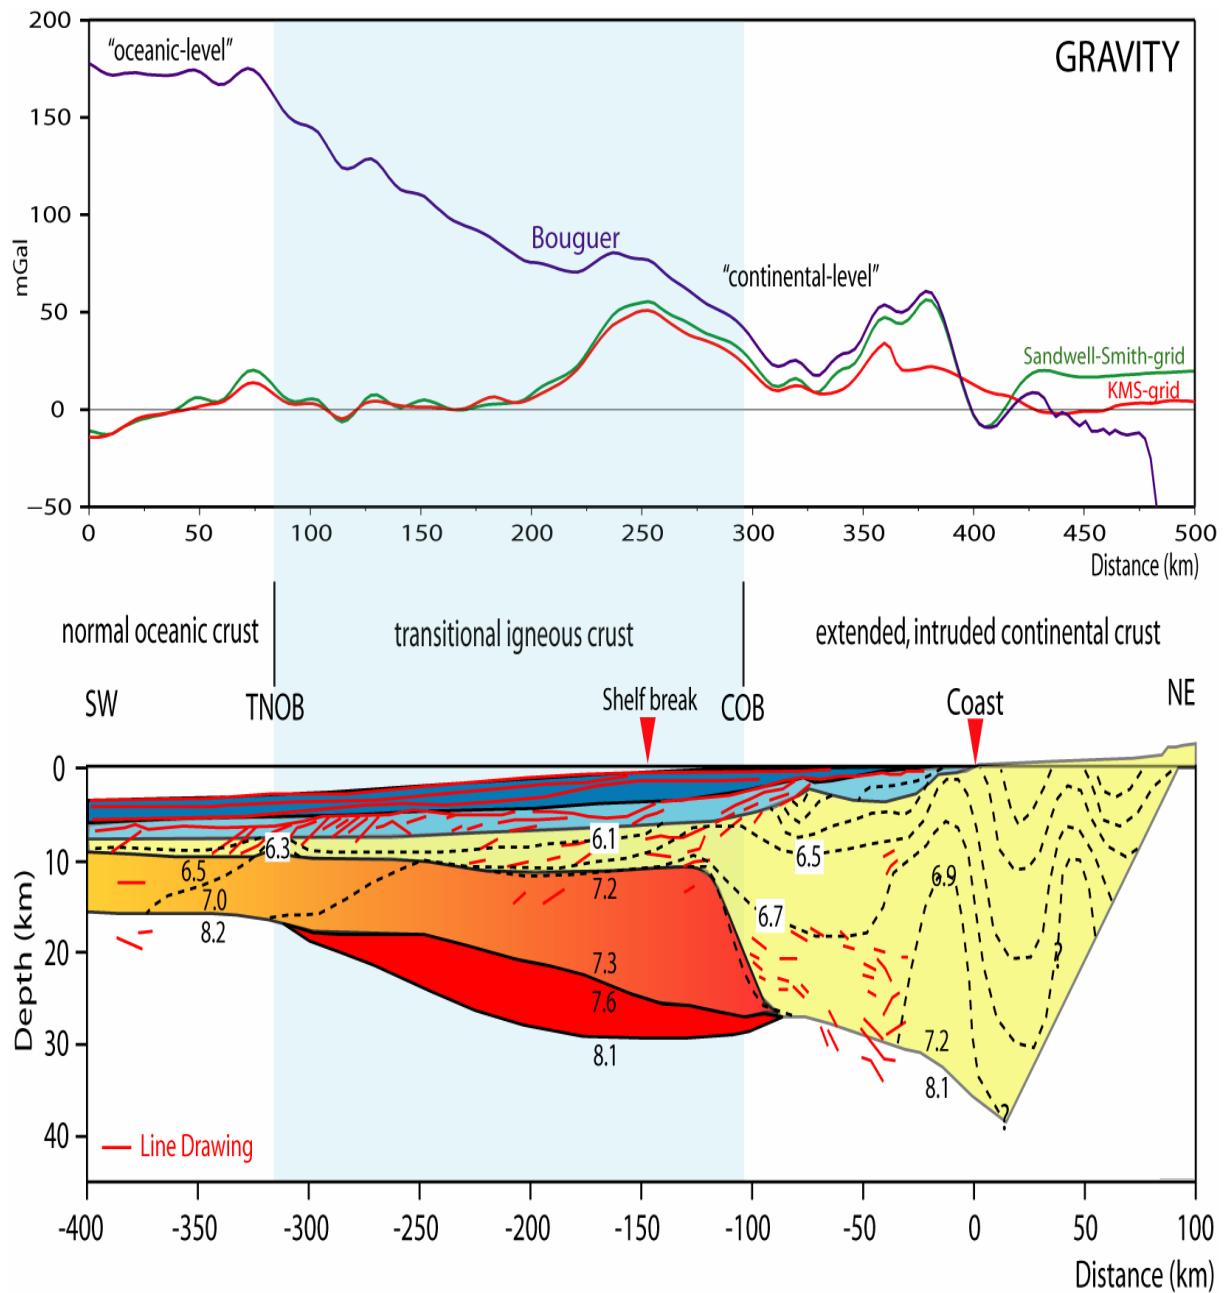 200
"oceanic-level"
GRAVITY
150
100
Bouguer
"continental-level"
mGal
50
Sandwell-Smith-grid
KMS-grid
0
−50
0 50 100 150 200 250 300 350 400 450 500
Distance (km)
normal oceanic crust
transitional igneous crust
extended, intruded continental crust
SW
TNOB
Shelf break
COB
Coast
NE
0
6.3
6.1
6.5
10
6.5
7.0
7.2
6.9
6.7
8.2
20
7.3
?
7.6
30
7.2
8.1
8.1
?
40
Line Drawing
Depth (km)
-400 -350 -300 -250 -200 -150 -100 -50 0 50 100
Distance (km)